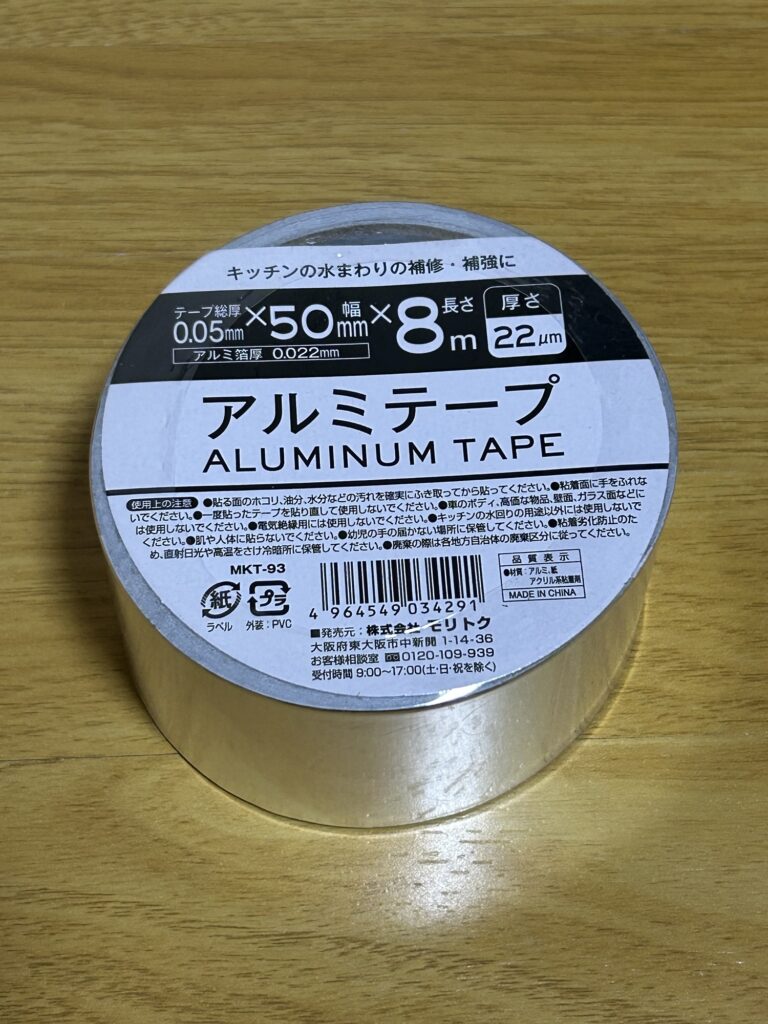 キッチンの水まわりの補修・補強に
テープ総厚 0.05mm×50mm幅×8m長さ 厚さ 22μm
アルミ箔厚 0.022mm
アルミテープ
ALUMINUM TAPE
使用上の注意 ●貼る面のホコリ、油分、水分などの汚れを確実にふき取ってから貼ってください。●粘着面に手をふれな
いでください。●一度貼ったテープを貼り直して使用しないでください。●車のボディ、高価な物品、壁面、ガラス面などに
は使用しないでください。●電気絶縁用には使用しないでください。●キッチンの水回りの用途以外には使用しないで
ください。●肌や人体に貼らないでください。●幼児の手の届かない場所に保管してください。●粘着劣化防止のた
め、直射日光や高温をさけ冷暗所に保管してください。●廃棄の際は各地方自治体の廃棄区分に従ってください。
MKT-93
紙
ラベル
プラ
外装：PVC
4 964549 034291
品質表示
●材質：アルミ、紙
アクリル系粘着剤
MADE IN CHINA
■発売元：株式会社 モリトク
大阪府東大阪市中新開 1-14-36
お客様相談室 0120-109-939
受付時間 9:00〜17:00(土・日・祝を除く)